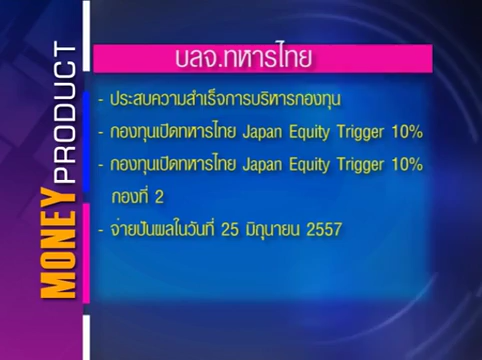 MONEY PRODUCT
บลจ.ทหารไทย
- ประสบความสำเร็จการบริหารกองทุน
- กองทุนเปิดทหารไทย Japan Equity Trigger 10%
- กองทุนเปิดทหารไทย Japan Equity Trigger 10%
กองที่ 2
- จ่ายปันผลในวันที่ 25 มิถุนายน 2557